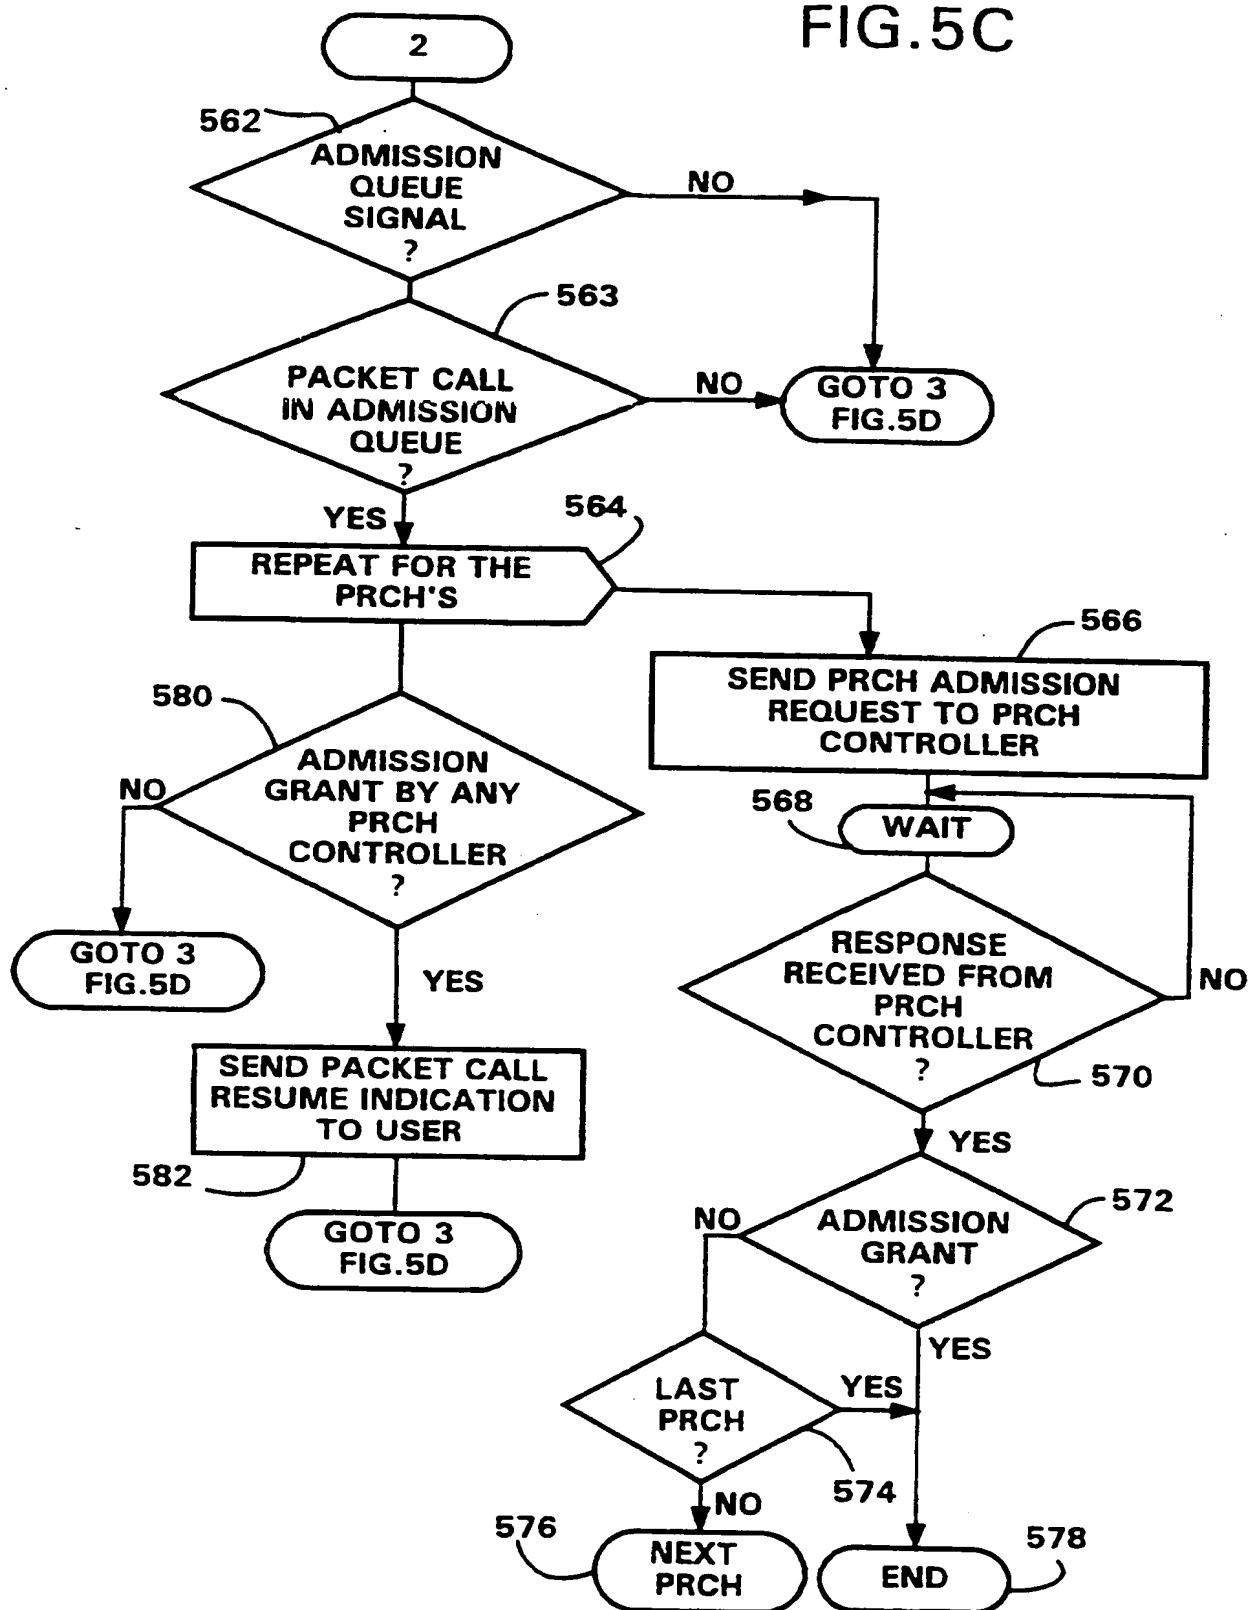 FIG.5C
2
562
ADMISSION
QUEUE
SIGNAL
?
NO
563
PACKET CALL
IN ADMISSION
QUEUE
?
NO
GOTO 3
FIG.5D
YES
564
REPEAT FOR THE
PRCH'S
566
SEND PRCH ADMISSION
REQUEST TO PRCH
CONTROLLER
580
ADMISSION
GRANT BY ANY
PRCH
CONTROLLER
?
NO
GOTO 3
FIG.5D
YES
568
WAIT
RESPONSE
RECEIVED FROM
PRCH
CONTROLLER
?
NO
570
YES
SEND PACKET CALL
RESUME INDICATION
TO USER
582
GOTO 3
FIG.5D
572
ADMISSION
GRANT
?
NO
YES
LAST
PRCH
?
YES
574
NO
576
NEXT
PRCH
END
578